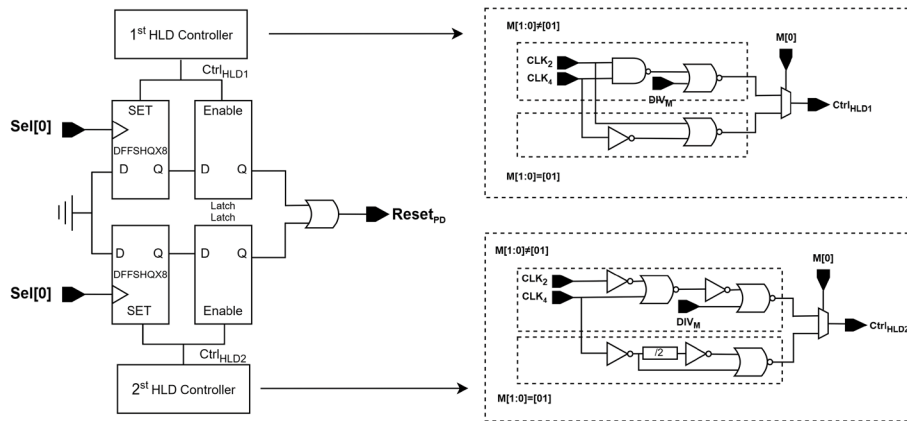 1st HLD Controller
CtrlHLD1
SET
Enable
Sel[0]
DFFSHQX8
D
Q
D
Q
Latch
Latch
ResetPD
D
Q
D
Q
DFFSHQX8
Sel[0]
SET
Enable
CtrlHLD2
2st HLD Controller
M[1:0]≠[01]
M[0]
CLK2
CLK4
DIVM
CtrlHLD1
M[1:0]=[01]
M[1:0]≠[01]
M[0]
CLK2
CLK4
DIVM
CtrlHLD2
/2
M[1:0]=[01]